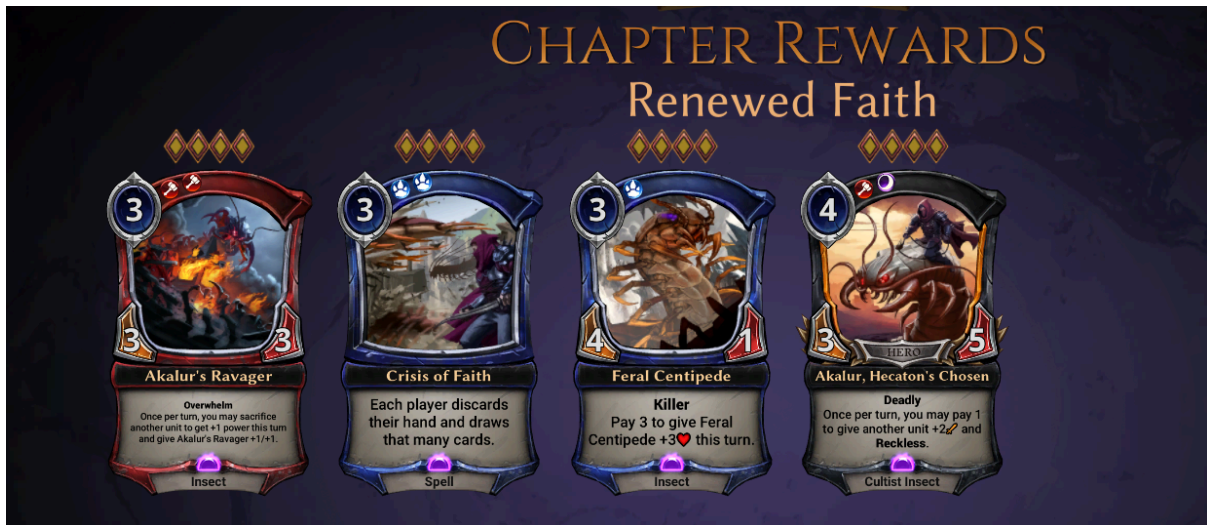 CHAPTER REWARDS
Renewed Faith
3
3
3
Akalur's Ravager
Overwhelm
Once per turn, you may sacrifice
another unit to get +1 power this turn
and give Akalur's Ravager +1/+1.
Insect
3
Crisis of Faith
Each player discards
their hand and draws
that many cards.
Spell
3
4
1
Feral Centipede
Killer
Pay 3 to give Feral
Centipede +3 this turn.
Insect
4
3
5
HERO
Akalur, Hecaton's Chosen
Deadly
Once per turn, you may pay 1
to give another unit +2 and
Reckless.
Cultist Insect